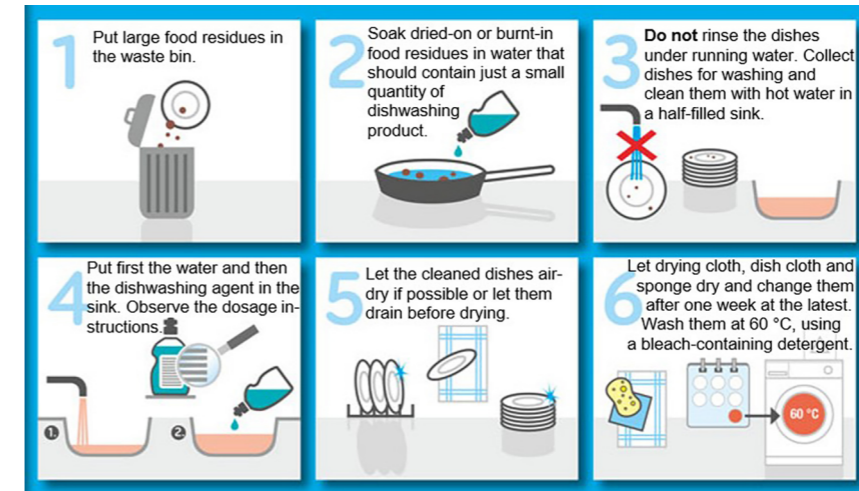 1
Put large food residues in
the waste bin.
2
Soak dried-on or burnt-in
food residues in water that
should contain just a small
quantity of
dishwashing
product.
3
Do not rinse the dishes
under running water. Collect
dishes for washing and
clean them with hot water in
a half-filled sink.
4
Put first the water and then
the dishwashing agent in the
sink. Observe the dosage in-
structions.
1.
2.
5
Let the cleaned dishes air-
dry if possible or let them
drain before drying.
6
Let drying cloth, dish cloth and
sponge dry and change them
after one week at the latest.
Wash them at 60 °C, using
a bleach-containing detergent.
60 °C